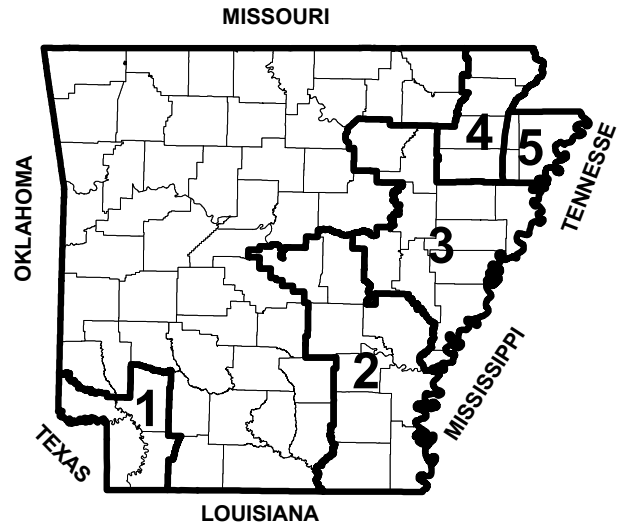 MISSOURI
4
5
TENNESSE
OKLAHOMA
3
2
MISSISSIPPI
1
TEXAS
LOUISIANA